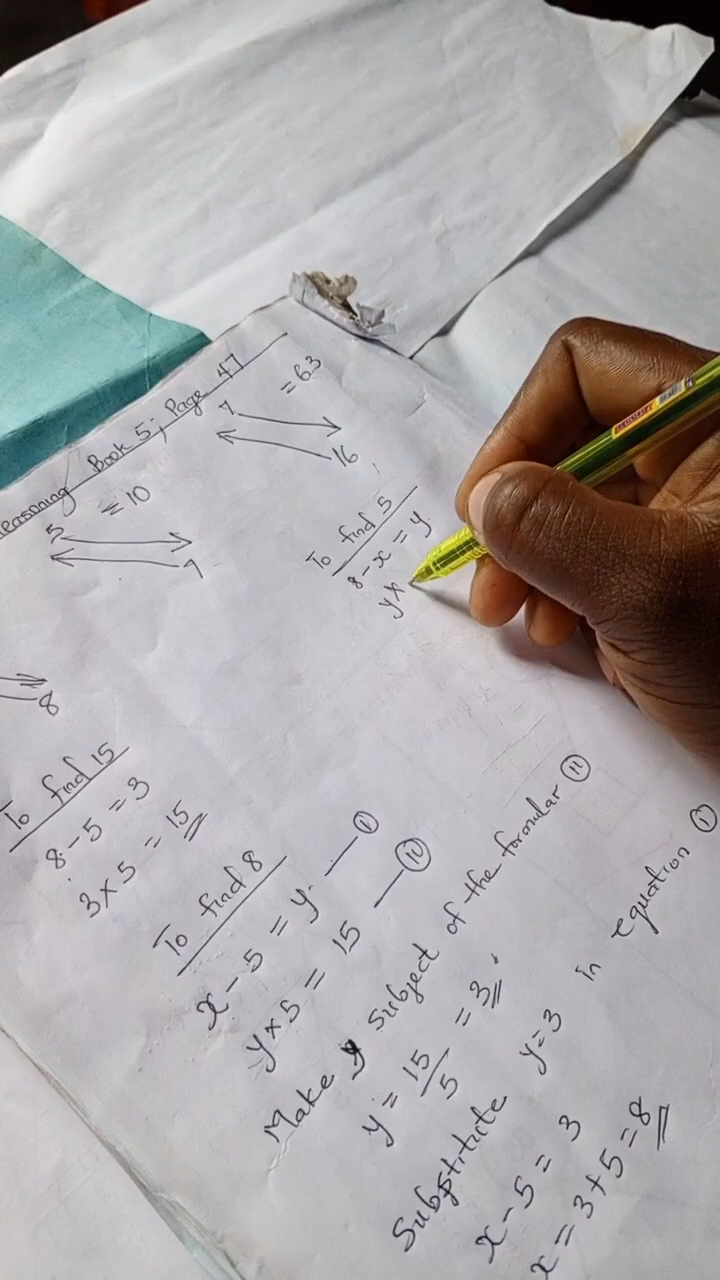 Reasoning Book 5; Page 47
5 = 10
7
7 = 63
16
8
To find 15
8 - 5 = 3
3 x 5 = 15
To find 8
x - 5 = y. — (I)
y x 5 = 15 — (II)
Make y subject of the formular (II)
y = 15/5 = 3.
Substitute y=3 in equation (I)
x - 5 = 3
x = 3+5 = 8
To find 5
8 - x = y.
y x